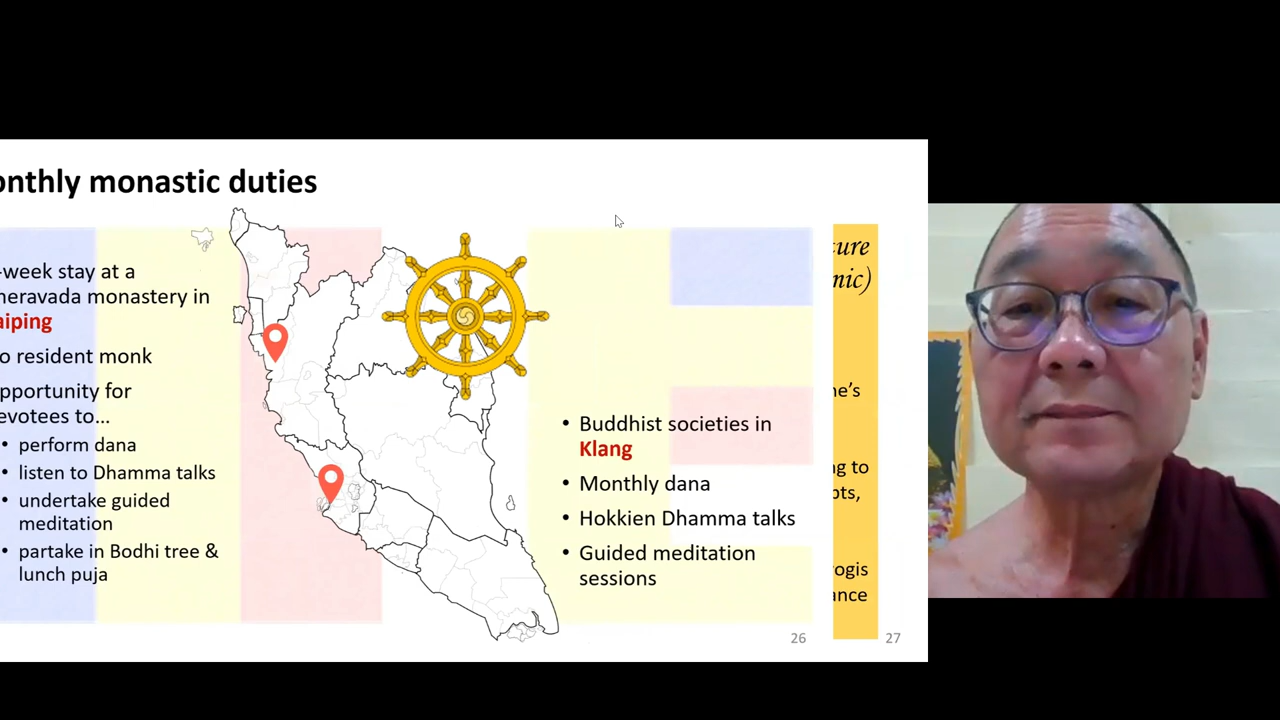 onthly monastic duties
-week stay at a
heravada monastery in
aiping
o resident monk
pportunity for
evotees to...
• perform dana
• listen to Dhamma talks
• undertake guided
meditation
• partake in Bodhi tree &
lunch puja
• Buddhist societies in
Klang
• Monthly dana
• Hokkien Dhamma talks
• Guided meditation
sessions
26
ure
nic)
ne's
ng to
pts,
ogis
ance
27